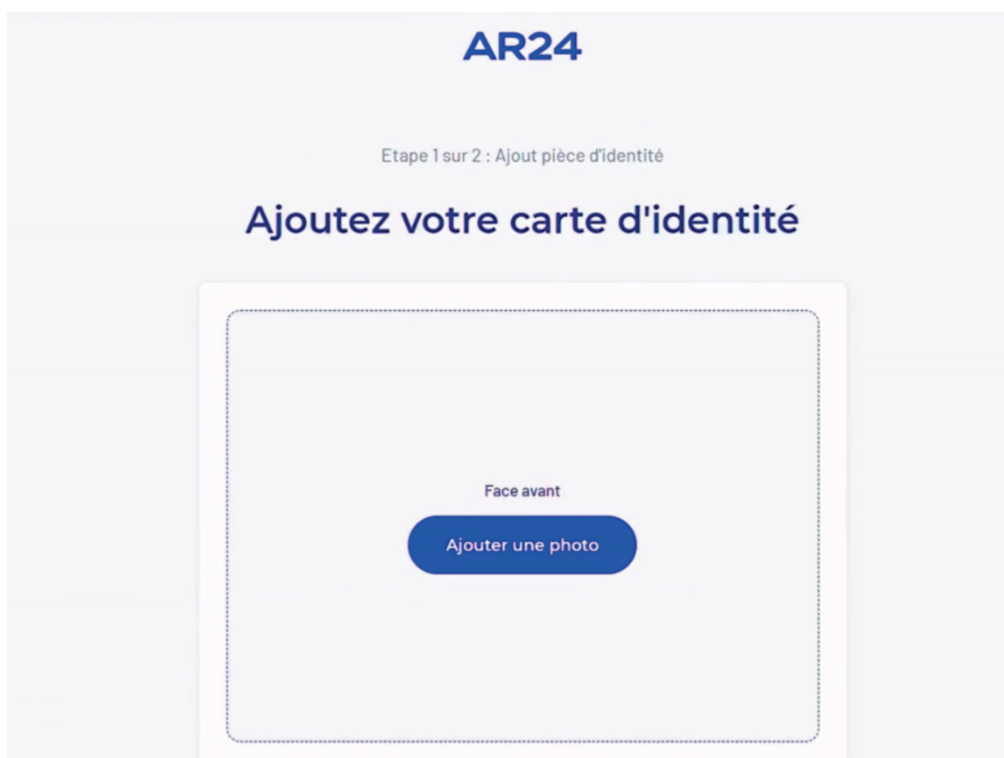 AR24
Etape 1 sur 2 : Ajout pièce d'identité
Ajoutez votre carte d'identité
Face avant
Ajouter une photo